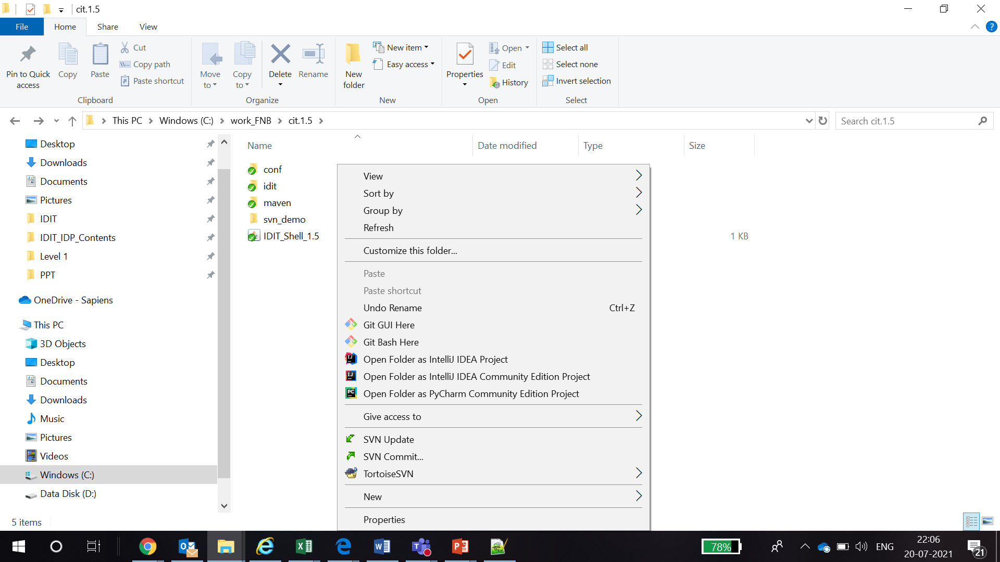 cit.1.5
File
Home
Share
View
Pin to Quick access
Copy
Paste
Cut
Copy path
Paste shortcut
Clipboard
Move to
Copy to
Delete
Rename
Organize
New folder
New item
Easy access
New
Properties
Open
Edit
History
Open
Select all
Select none
Invert selection
Select
This PC
Windows (C:)
work_FNB
cit.1.5
Search cit.1.5
Desktop
Downloads
Documents
Pictures
IDIT
IDIT_IDP_Contents
Level 1
PPT
OneDrive - Sapiens
This PC
3D Objects
Desktop
Documents
Downloads
Music
Pictures
Videos
Windows (C:)
Data Disk (D:)
Name
Date modified
Type
Size
conf
idit
maven
svn_demo
IDIT_Shell_1.5
1 KB
View
Sort by
Group by
Refresh
Customize this folder...
Paste
Paste shortcut
Undo Rename Ctrl+Z
Git GUI Here
Git Bash Here
Open Folder as IntelliJ IDEA Project
Open Folder as IntelliJ IDEA Community Edition Project
Open Folder as PyCharm Community Edition Project
Give access to
SVN Update
SVN Commit...
TortoiseSVN
New
Properties
5 items
78%
ENG
22:06
20-07-2021
21